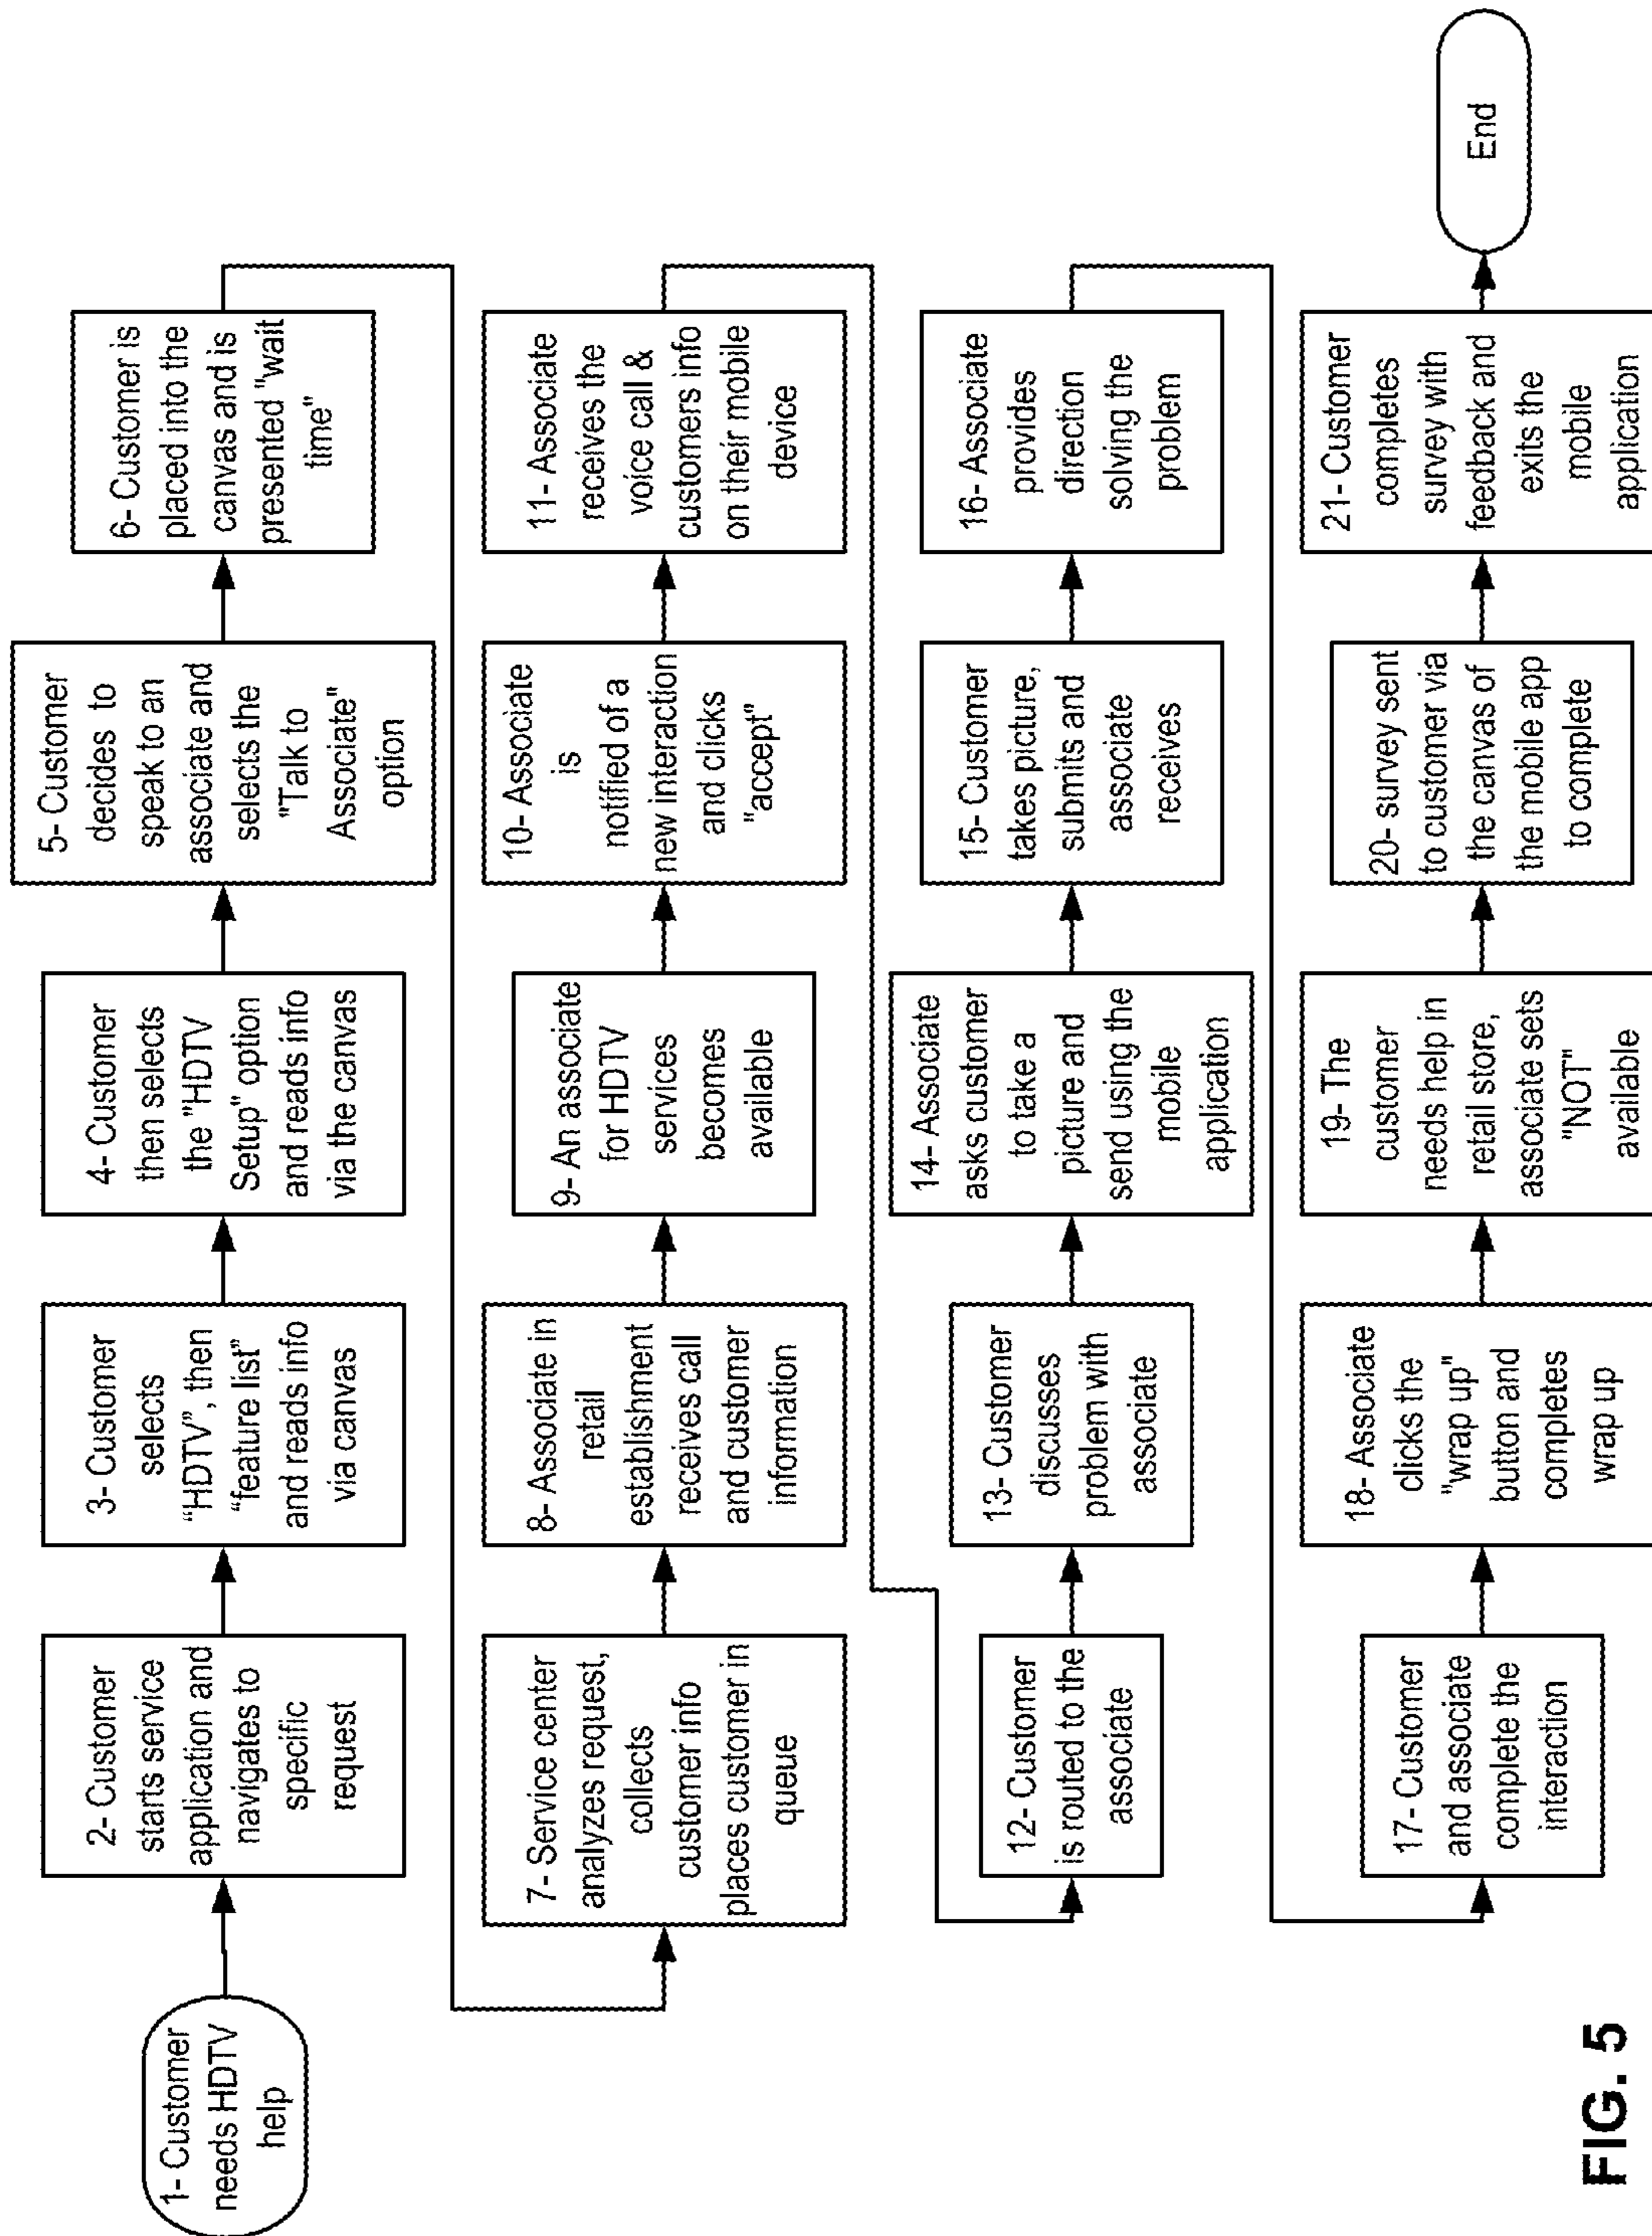 1- Customer
needs HDTV
help
2- Customer
starts service
application and
navigates to
specific
request
3- Customer
selects
“HDTV”, then
“feature list”
and reads info
via canvas
4- Customer
then selects
the "HDTV
Setup" option
and reads info
via the canvas
5- Customer
decides to
speak to an
associate and
selects the
"Talk to
Associate"
option
6- Customer is
placed into the
canvas and is
presented "wait
time"
7- Service center
analyzes request,
collects
customer info
places customer in
queue
8- Associate in
retail
establishment
receives call
and customer
information
9- An associate
for HDTV
services
becomes
available
10- Associate
is
notified of a
new interaction
and clicks
"accept"
11- Associate
receives the
voice call &
customers info
on their mobile
device
12- Customer
is routed to the
associate
13- Customer
discusses
problem with
associate
14- Associate
asks customer
to take a
picture and
send using the
mobile
application
15- Customer
takes picture,
submits and
associate
receives
16- Associate
provides
direction
solving the
problem
17- Customer
and associate
complete the
interaction
18- Associate
clicks the
"wrap up"
button and
completes
wrap up
19- The
customer
needs help in
retail store,
associate sets
"NOT"
available
20- survey sent
to customer via
the canvas of
the mobile app
to complete
21- Customer
completes
survey with
feedback and
exits the
mobile
application
End
FIG. 5